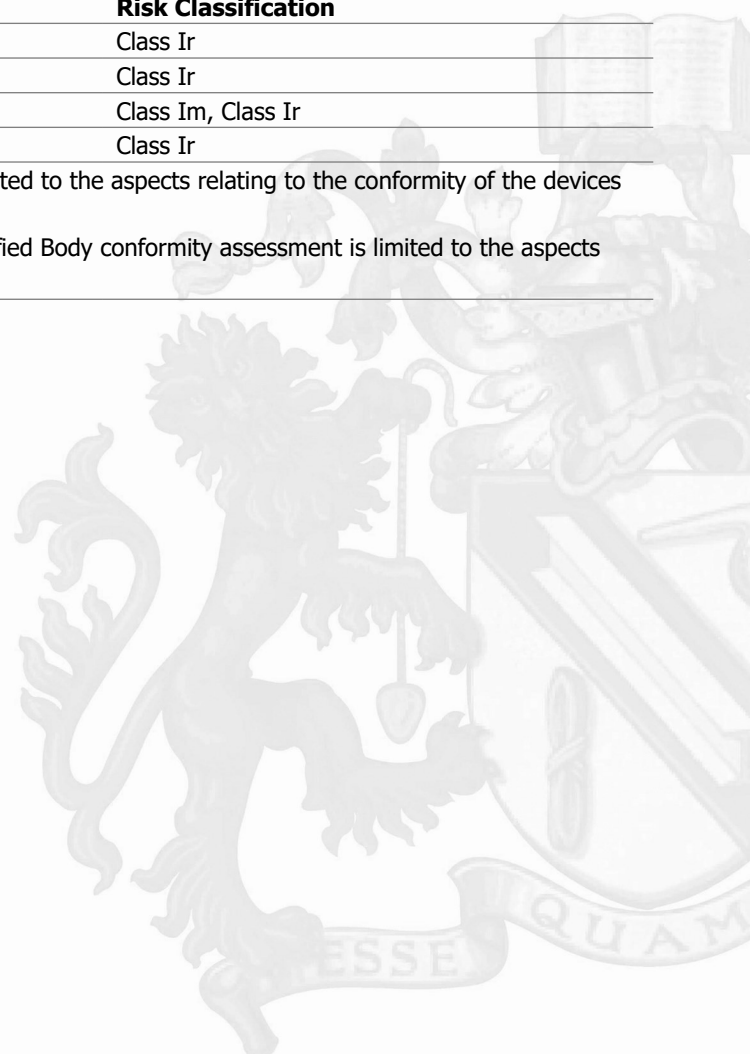 Risk Classification
Class Ir
Class Ir
Class Im, Class Ir
Class Ir
ted to the aspects relating to the conformity of the devices
fied Body conformity assessment is limited to the aspects
ESSE
QUAM